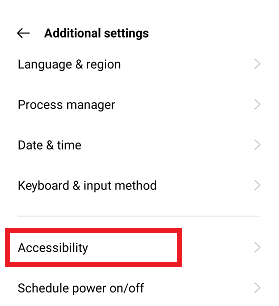 Additional settings
Language & region
Process manager
Date & time
Keyboard & input method
Accessibility
Schedule power on/off